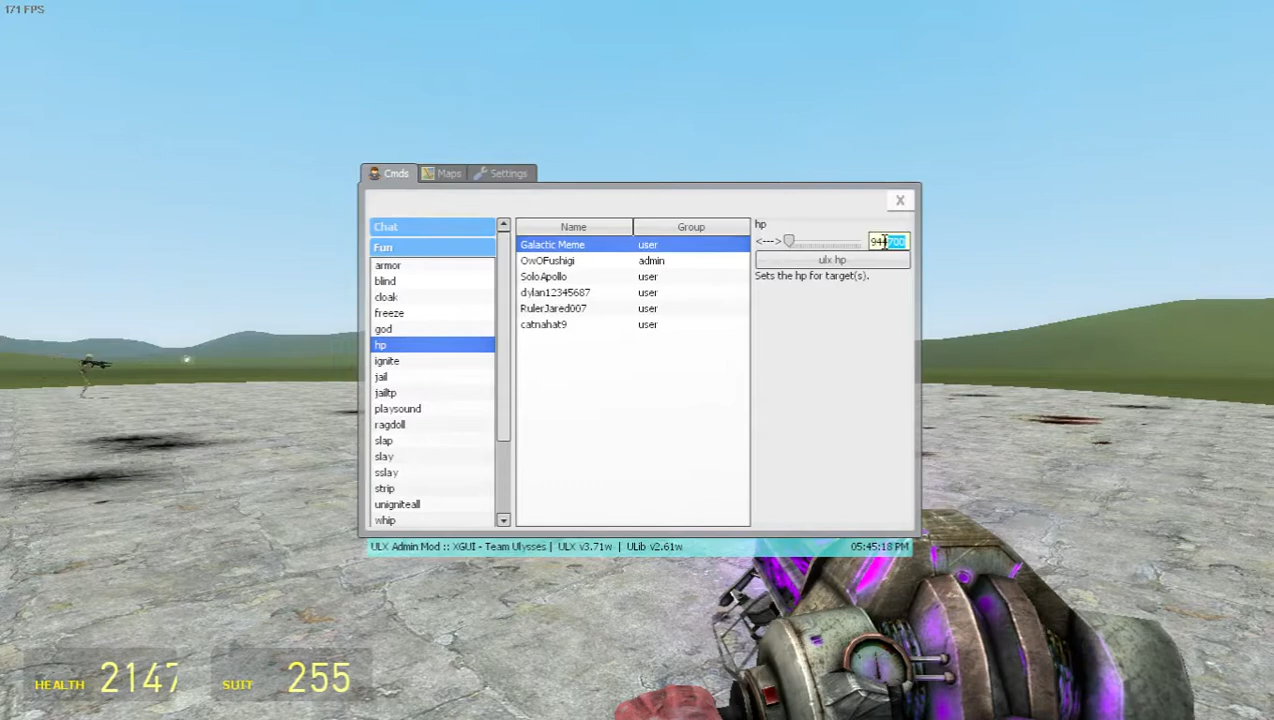 171 FPS
Cmds
Maps
Settings
X
Chat
Fun
armor
blind
cloak
freeze
god
hp
ignite
jail
jailtp
playsound
ragdoll
slap
slay
sslay
strip
unigniteall
whip
Name Group
Galactic Meme user
OwOFushigi admin
SoloApollo user
dylan12345687 user
RulerJared007 user
catnahat9 user
hp
<--->
ulx hp
Sets the hp for target(s).
ULX Admin Mod :: XGUI - Team Ulysses | ULX v3.71w | ULib v2.61w 05:45:18 PM
HEALTH 2147
SUIT 255